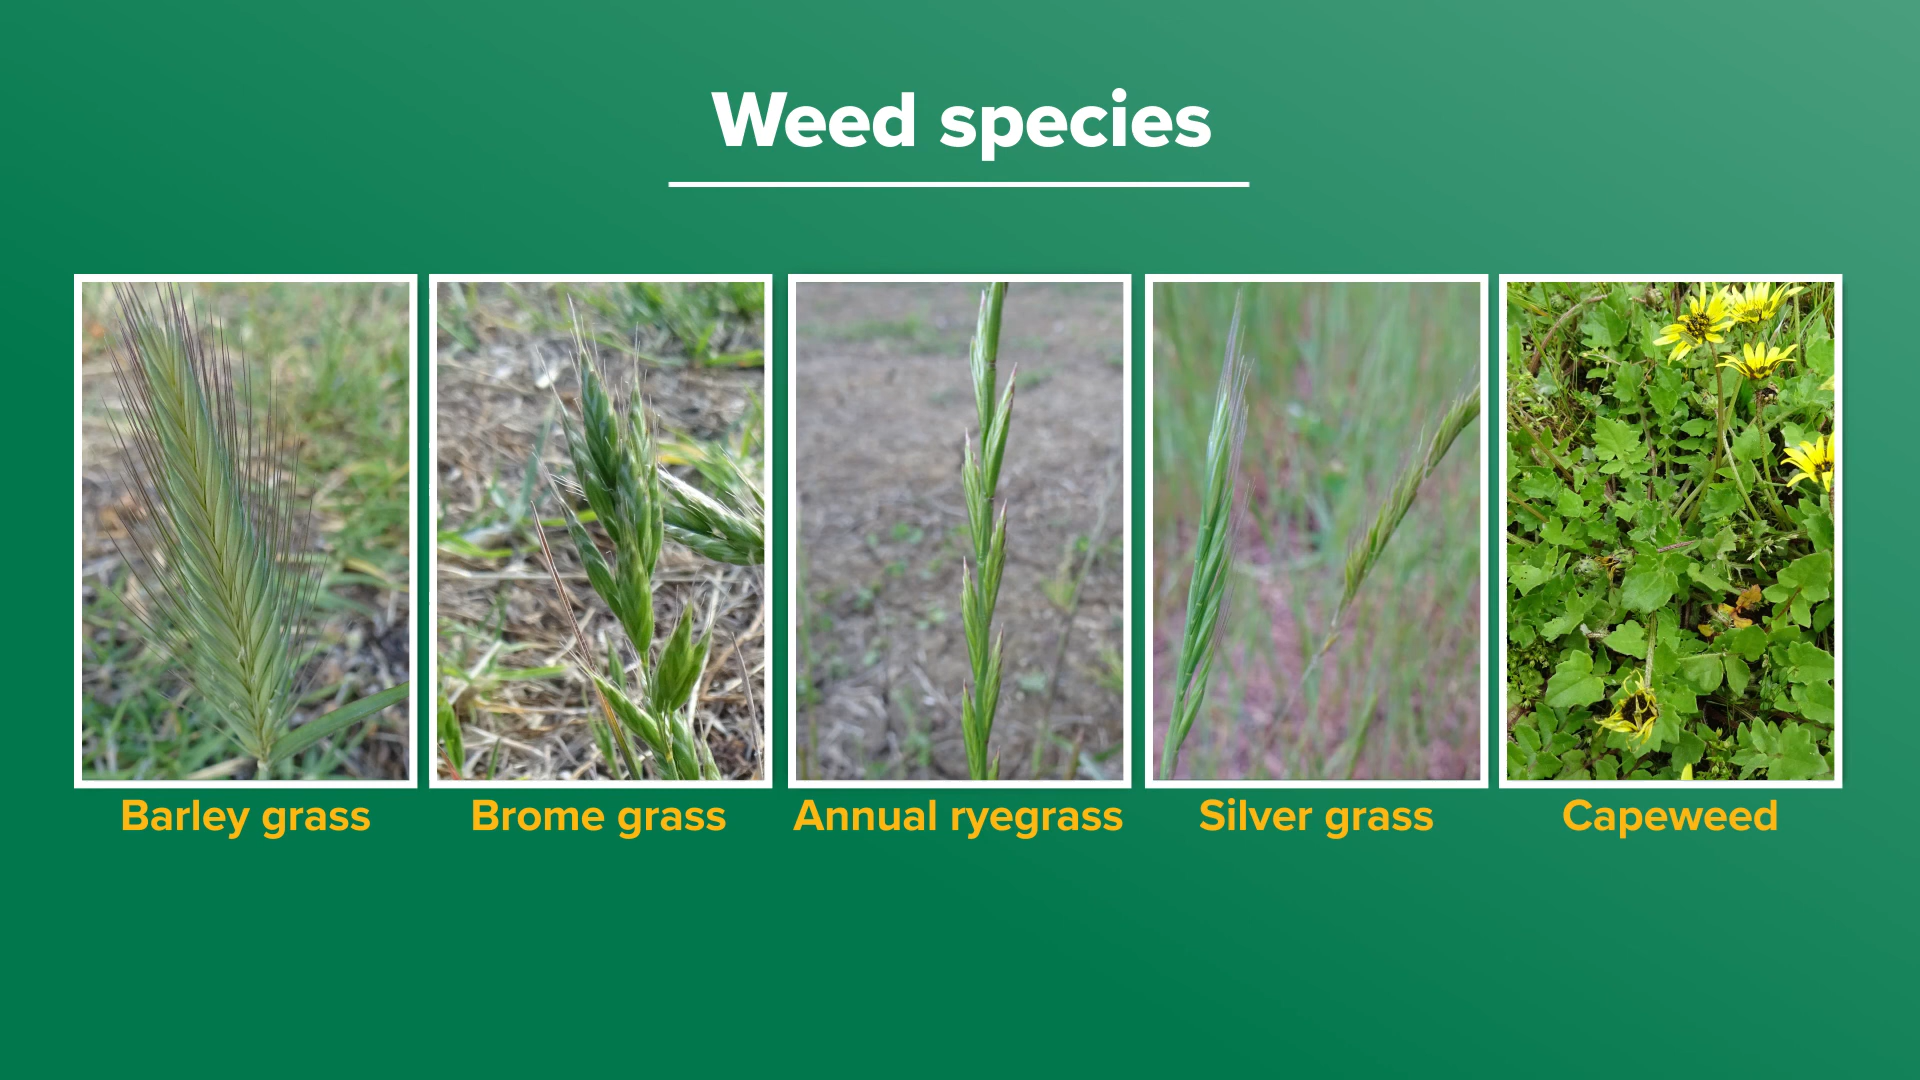 Weed species
Barley grass
Brome grass
Annual ryegrass
Silver grass
Capeweed